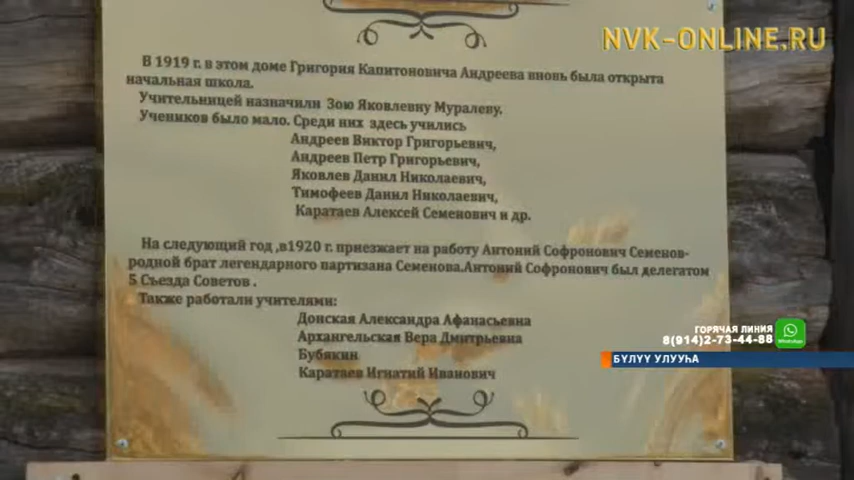 NVK-ONLINE.RU
В 1919 г. в этом доме Григория Капитоновича Андреева вновь была открыта
начальная школа.
Учительницей назначили Зою Яковлевну Муралеву,
Учеников было мало. Среди них здесь учились
Андреев Виктор Григорьевич,
Андреев Петр Григорьевич,
Яковлев Данил Николаевич,
Тимофеев Данил Николаевич,
Каратаев Алексей Семенович и др.
На следующий год ,в1920 г. приезжает на работу Антоний Софронович Семенов-
родной брат легендарного партизана Семенова.Антоний Софронович был делегатом
5 Съезда Советов .
Также работали учителями:
Донская Александра Афанасьевна
Архангельская Вера Дмитрьевна
Бубякин
Каратаев Игнатий Иванович
ГОРЯЧАЯ ЛИНИЯ
8(914)2-73-44-88
WhatsApp
БҮЛҮҮ УЛУУҺА